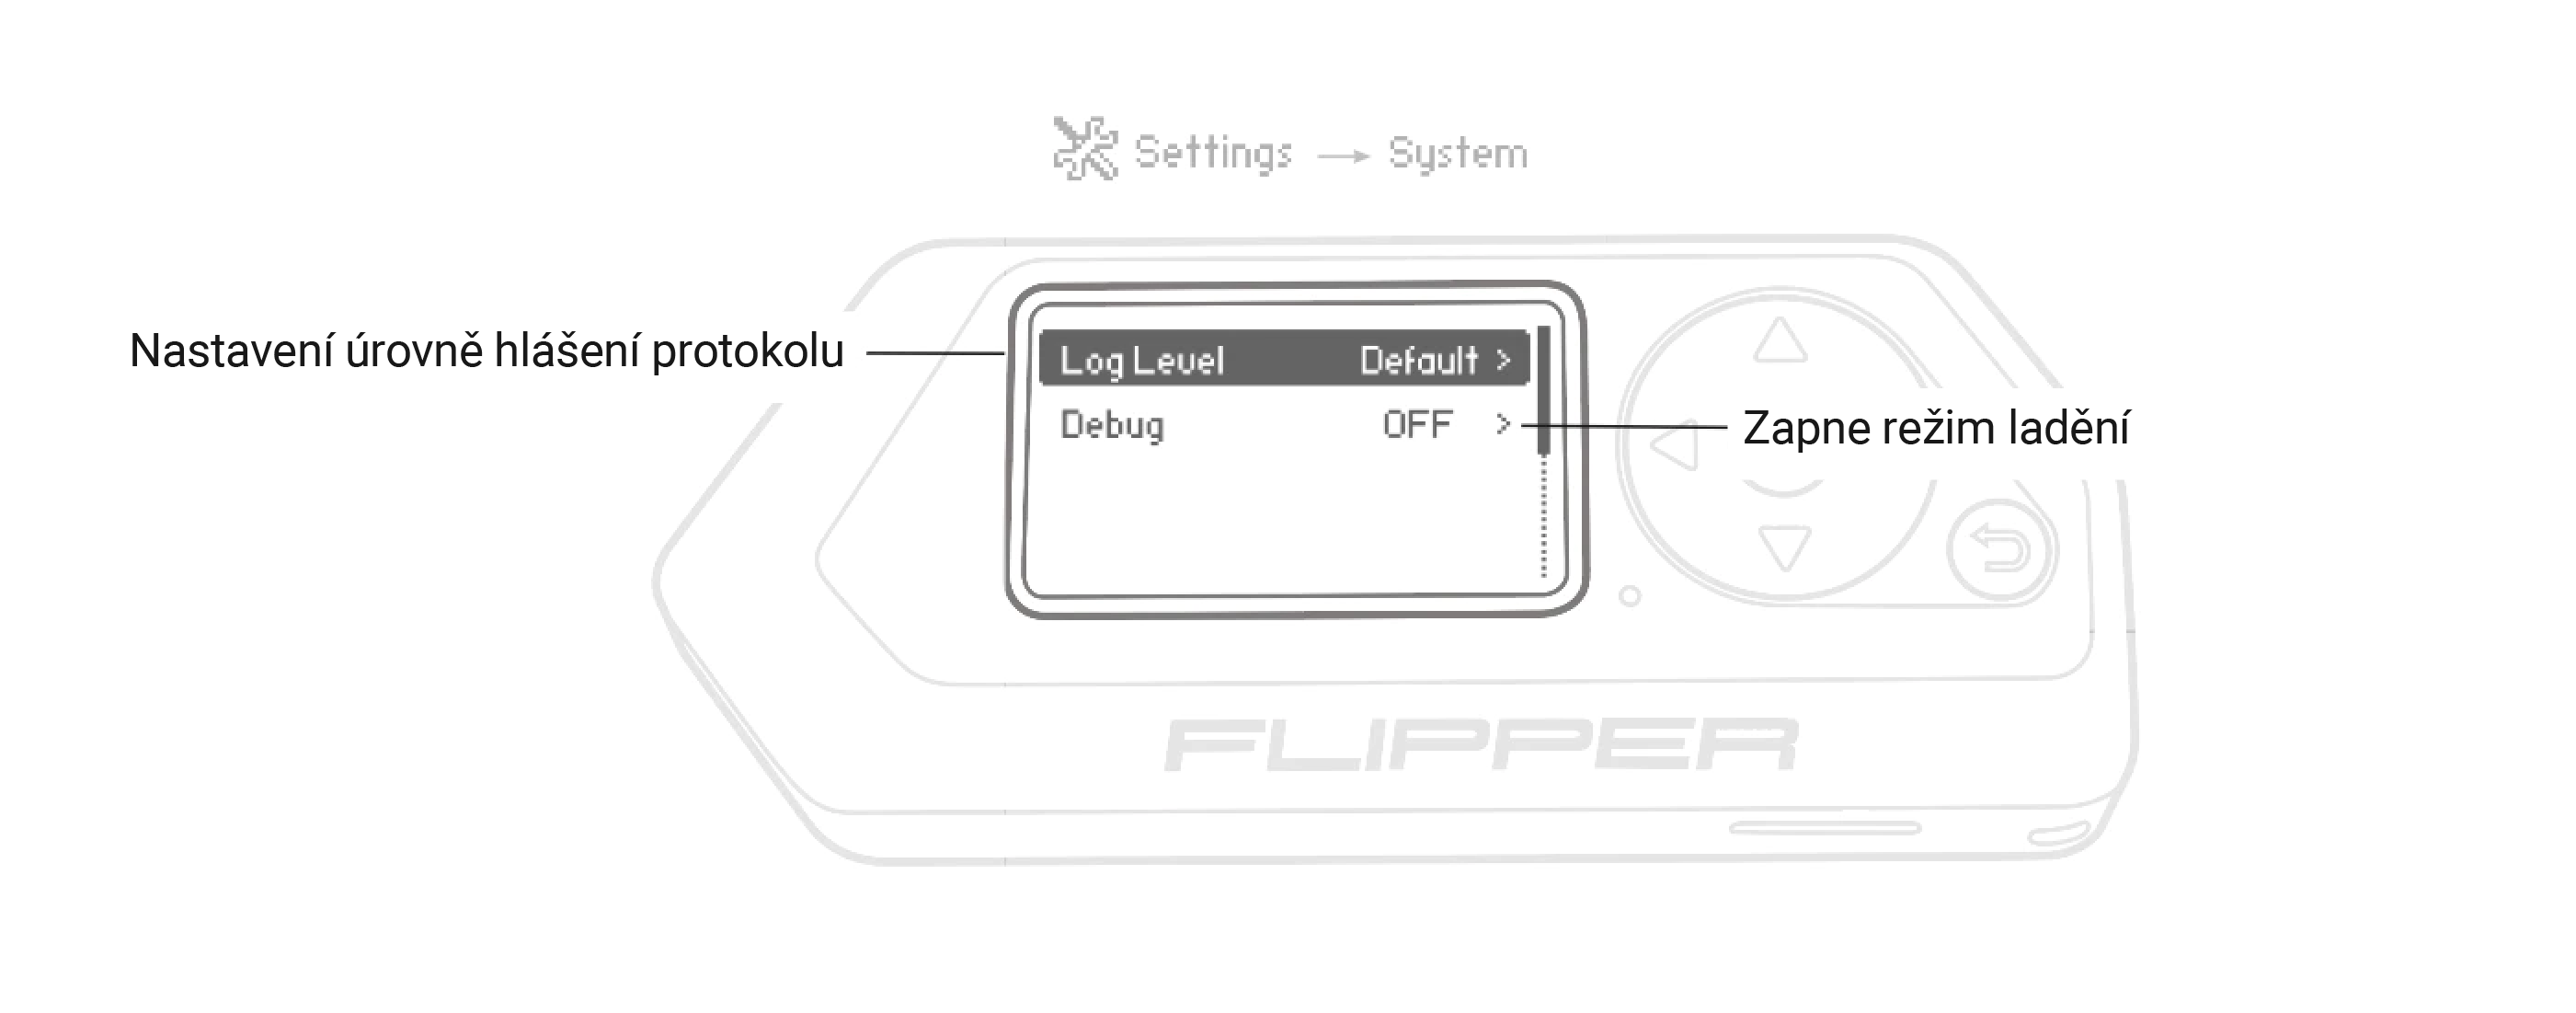 Settings → System
Nastavení úrovně hlášení protokolu
Log Level Default >
Debug OFF >
Zapne režim ladění
FLIPPER